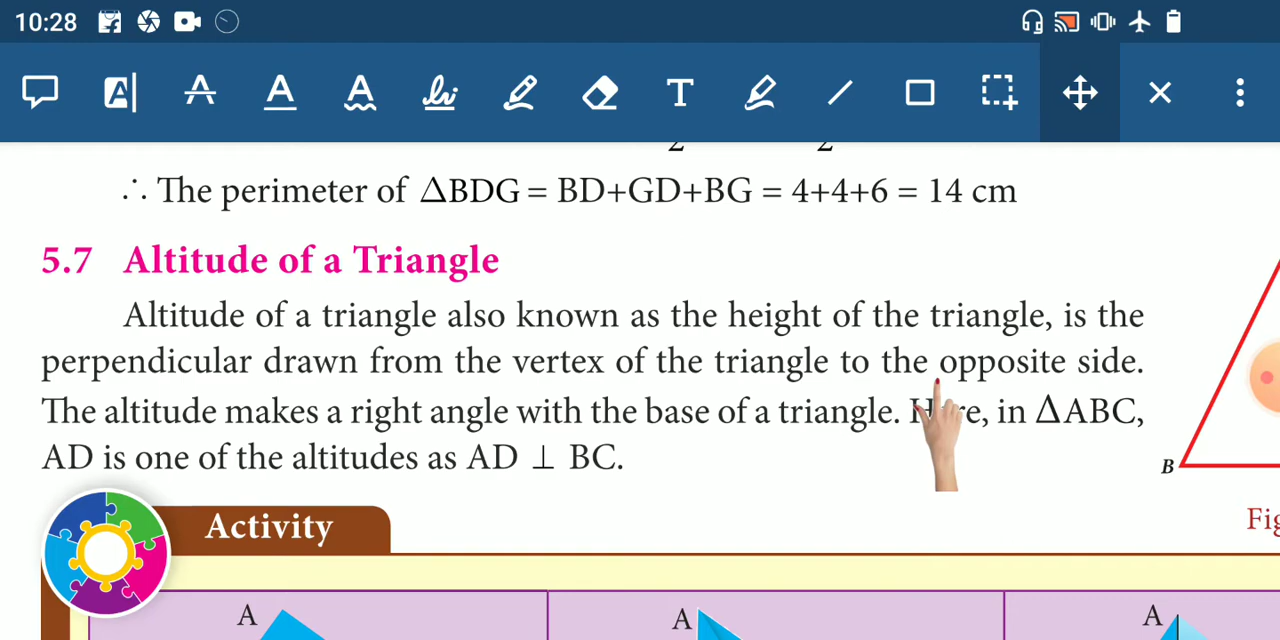 10:28
∴ The perimeter of ΔBDG = BD+GD+BG = 4+4+6 = 14 cm
5.7 Altitude of a Triangle
Altitude of a triangle also known as the height of the triangle, is the
perpendicular drawn from the vertex of the triangle to the opposite side.
The altitude makes a right angle with the base of a triangle. Here, in ΔABC,
AD is one of the altitudes as AD ⊥ BC.
B
Fig
Activity
A A A